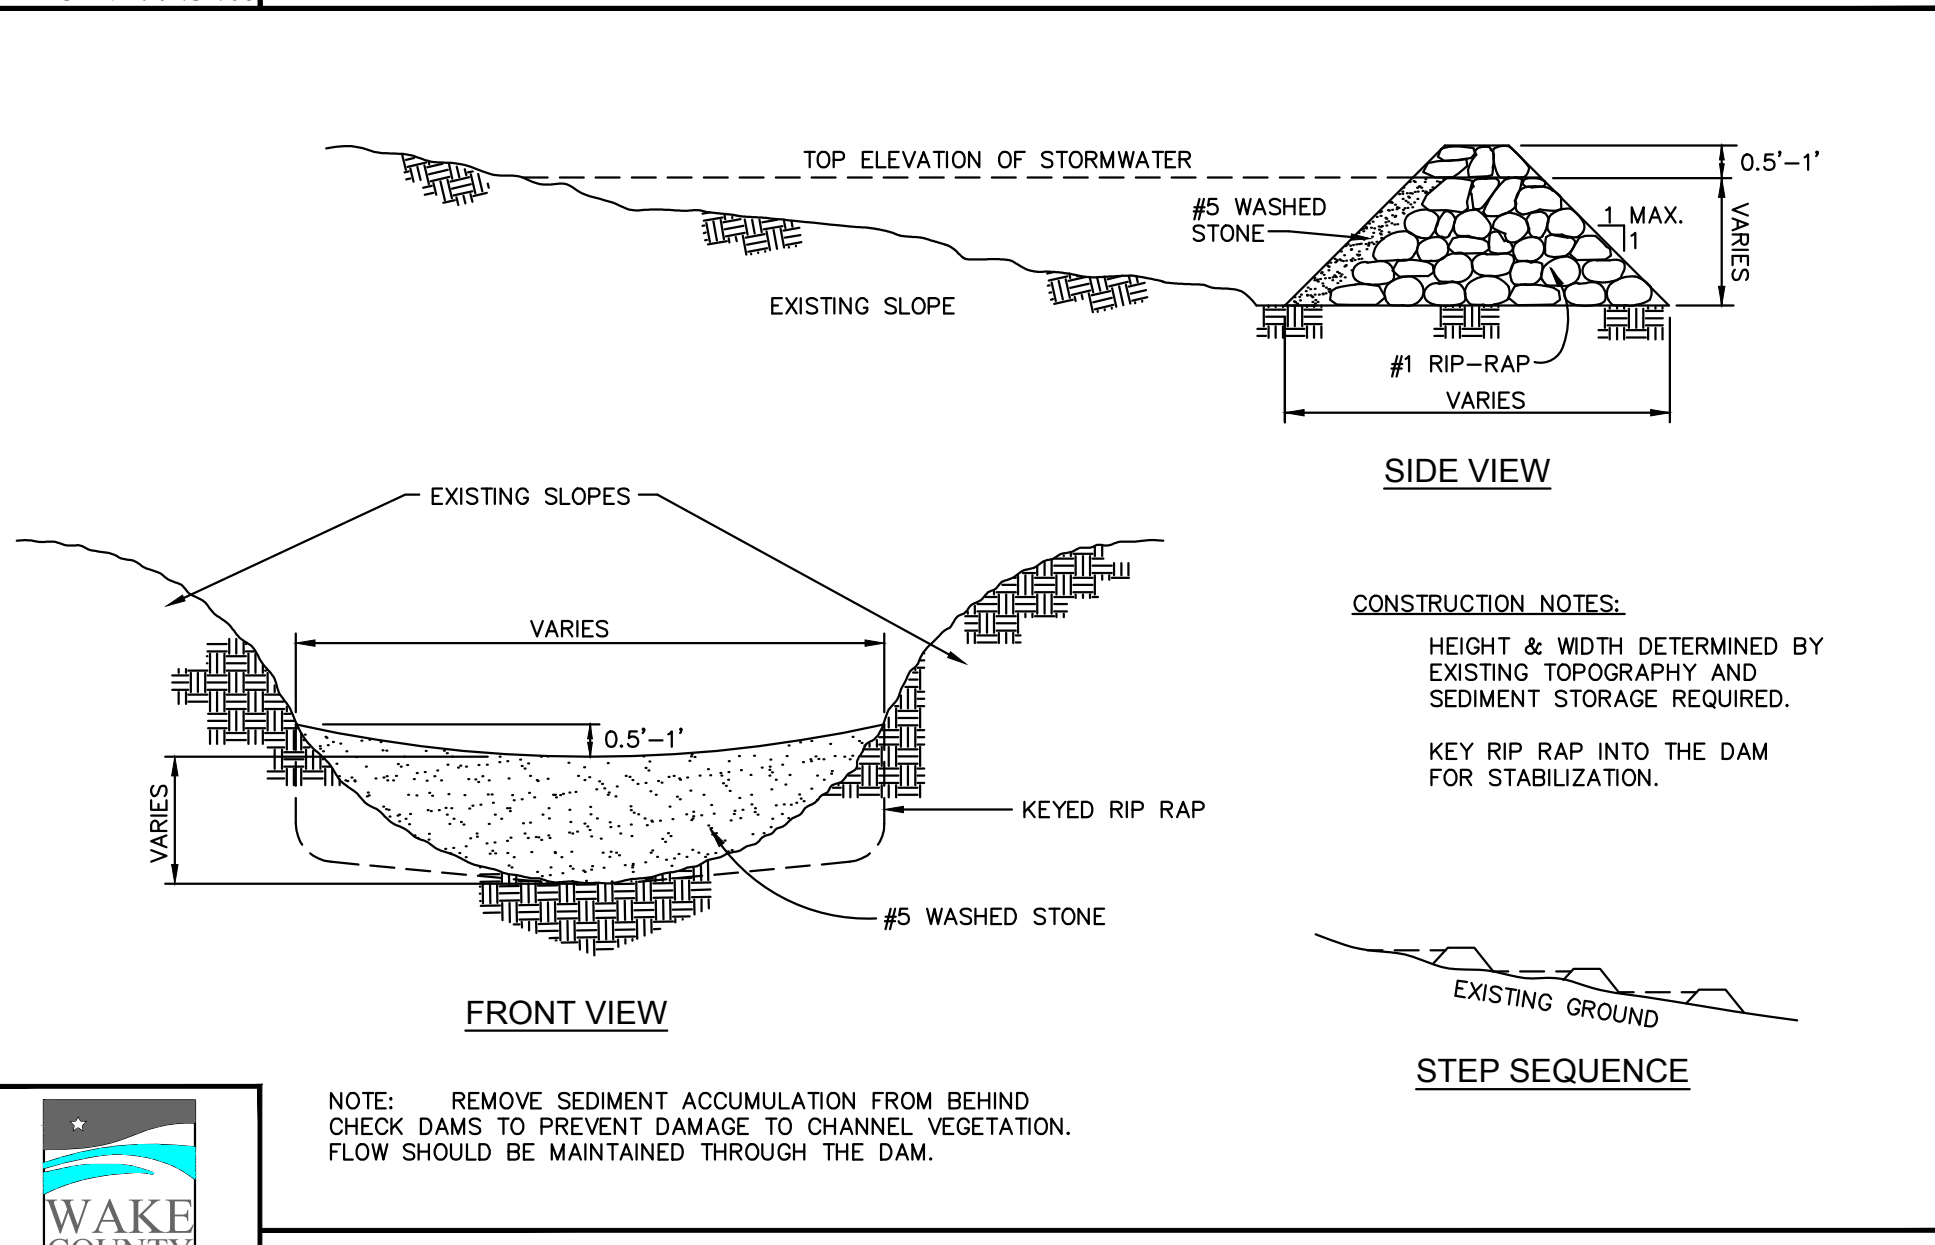 TOP ELEVATION OF STORMWATER
0.5'-1'
#5 WASHED
STONE
1 MAX.
1
VARIES
EXISTING SLOPE
#1 RIP-RAP
VARIES
SIDE VIEW
EXISTING SLOPES
VARIES
0.5'-1'
VARIES
KEYED RIP RAP
#5 WASHED STONE
FRONT VIEW
CONSTRUCTION NOTES:
HEIGHT & WIDTH DETERMINED BY
EXISTING TOPOGRAPHY AND
SEDIMENT STORAGE REQUIRED.
KEY RIP RAP INTO THE DAM
FOR STABILIZATION.
EXISTING GROUND
STEP SEQUENCE
NOTE: REMOVE SEDIMENT ACCUMULATION FROM BEHIND
CHECK DAMS TO PREVENT DAMAGE TO CHANNEL VEGETATION.
FLOW SHOULD BE MAINTAINED THROUGH THE DAM.
WAKE
COUNTY